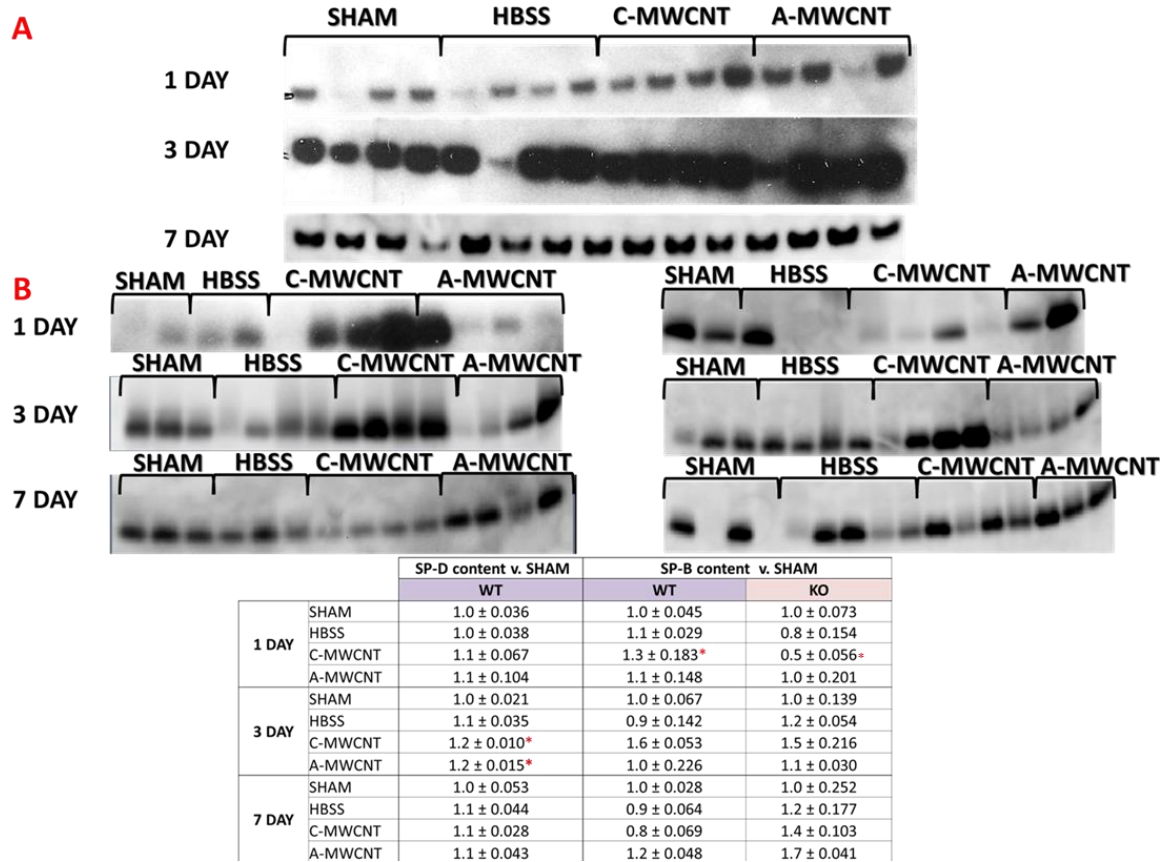 A
SHAM HBSS C-MWCNT A-MWCNT
1 DAY
3 DAY
7 DAY
B
SHAM HBSS C-MWCNT A-MWCNT SHAM HBSS C-MWCNT A-MWCNT
1 DAY
SHAM HBSS C-MWCNT A-MWCNT SHAM HBSS C-MWCNT A-MWCNT
3 DAY
SHAM HBSS C-MWCNT A-MWCNT SHAM HBSS C-MWCNT A-MWCNT
7 DAY
SP-D content v. SHAM SP-B content v. SHAM
WT WT KO
1 DAY SHAM 1.0 ± 0.036 1.0 ± 0.045 1.0 ± 0.073
HBSS 1.0 ± 0.038 1.1 ± 0.029 0.8 ± 0.154
C-MWCNT 1.1 ± 0.067 1.3 ± 0.183* 0.5 ± 0.056*
A-MWCNT 1.1 ± 0.104 1.1 ± 0.148 1.0 ± 0.201
3 DAY SHAM 1.0 ± 0.021 1.0 ± 0.067 1.0 ± 0.139
HBSS 1.1 ± 0.035 0.9 ± 0.142 1.2 ± 0.054
C-MWCNT 1.2 ± 0.010* 1.6 ± 0.053 1.5 ± 0.216
A-MWCNT 1.2 ± 0.015* 1.0 ± 0.226 1.1 ± 0.030
7 DAY SHAM 1.0 ± 0.053 1.0 ± 0.028 1.0 ± 0.252
HBSS 1.1 ± 0.044 0.9 ± 0.064 1.2 ± 0.177
C-MWCNT 1.1 ± 0.028 0.8 ± 0.069 1.4 ± 0.103
A-MWCNT 1.1 ± 0.043 1.2 ± 0.048 1.7 ± 0.041